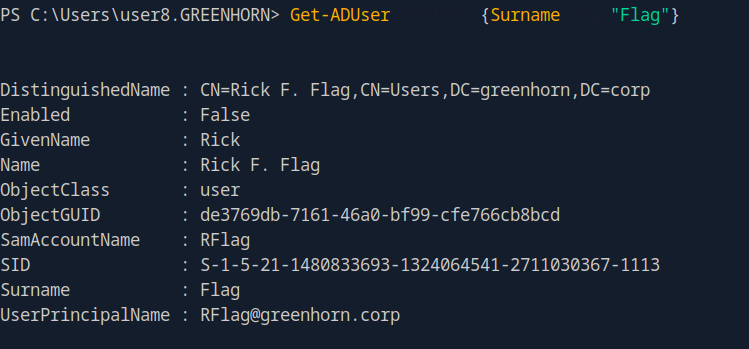 PS C:\Users\user8.GREENHORN> Get-ADUser {Surname "Flag"}
DistinguishedName : CN=Rick F. Flag,CN=Users,DC=greenhorn,DC=corp
Enabled : False
GivenName : Rick
Name : Rick F. Flag
ObjectClass : user
ObjectGUID : de3769db-7161-46a0-bf99-cfe766cb8bcd
SamAccountName : RFlag
SID : S-1-5-21-1480833693-1324064541-2711030367-1113
Surname : Flag
UserPrincipalName : RFlag@greenhorn.corp